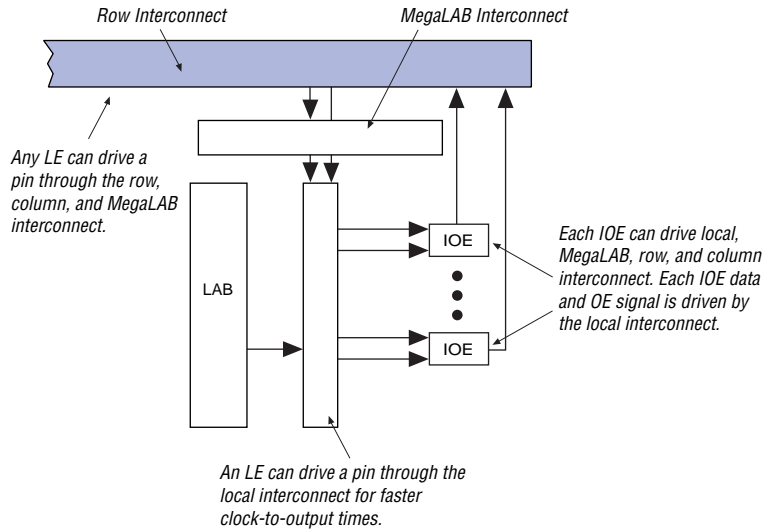 Row Interconnect
MegaLAB Interconnect
Any LE can drive a
pin through the row,
column, and MegaLAB
interconnect.
LAB
IOE
IOE
Each IOE can drive local,
MegaLAB, row, and column
interconnect. Each IOE data
and OE signal is driven by
the local interconnect.
An LE can drive a pin through the
local interconnect for faster
clock-to-output times.